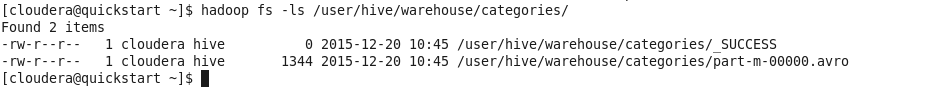 [cloudera@quickstart ~]$ hadoop fs -ls /user/hive/warehouse/categories/
Found 2 items
-rw-r--r--   1 cloudera hive          0 2015-12-20 10:45 /user/hive/warehouse/categories/_SUCCESS
-rw-r--r--   1 cloudera hive       1344 2015-12-20 10:45 /user/hive/warehouse/categories/part-m-00000.avro
[cloudera@quickstart ~]$